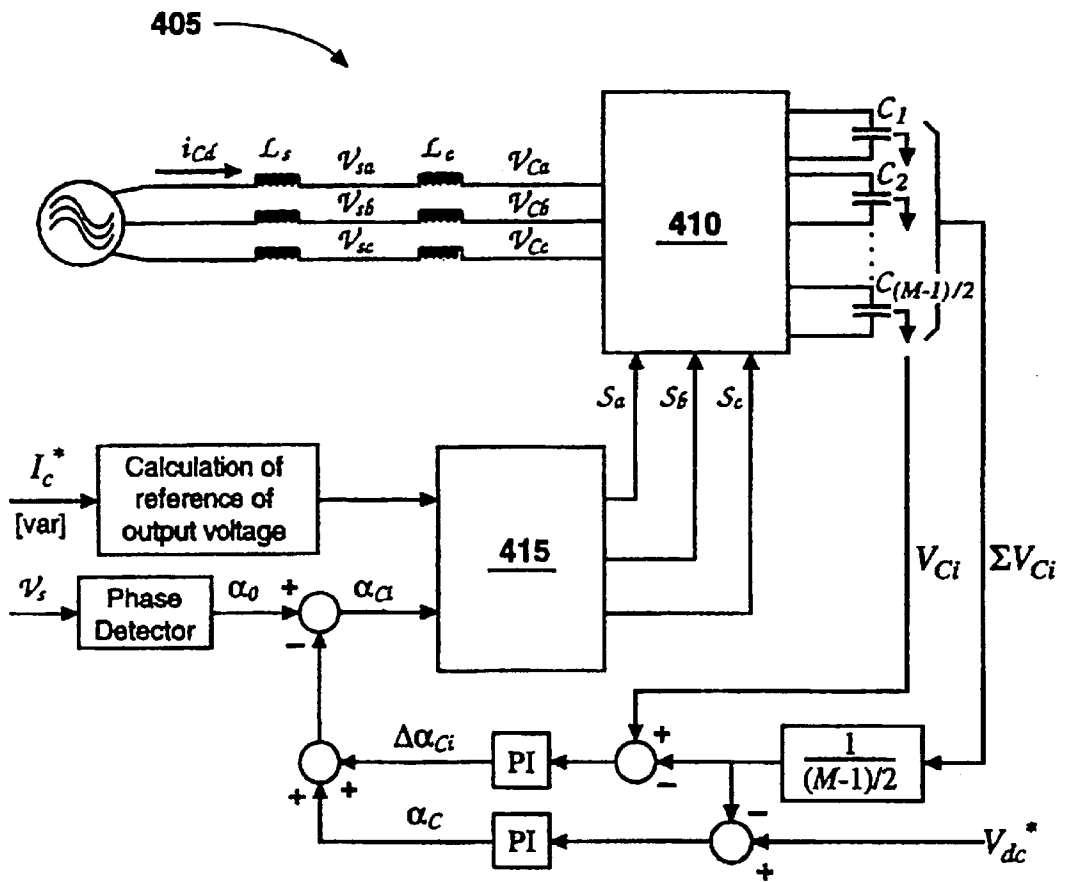 405
i_Cd
L_s
V_sa
L_c
V_Ca
V_sb
V_Cb
V_sc
V_Cc
410
C_1
C_2
C_(M-1)/2
S_a
S_b
S_c
I_c*
[var]
Calculation of
reference of
output voltage
415
V_Ci
ΣV_Ci
V_s
Phase
Detector
α_0
+
−
α_Ci
Δα_Ci
PI
+
−
1
(M-1)/2
+
+
α_C
PI
−
+
V_dc*